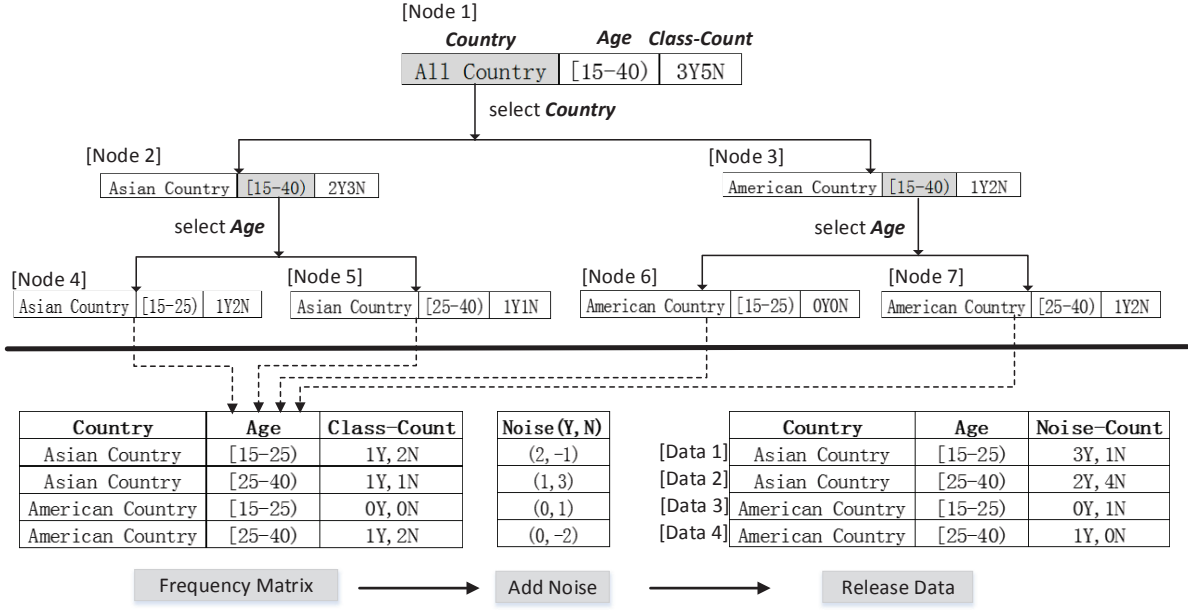 [Node 1]
Country Age Class-Count
All Country [15-40) 3Y5N
select Country
[Node 2]
Asian Country [15-40) 2Y3N
select Age
[Node 3]
American Country [15-40) 1Y2N
select Age
[Node 4]
Asian Country [15-25) 1Y2N
[Node 5]
Asian Country [25-40) 1Y1N
[Node 6]
American Country [15-25) 0Y0N
[Node 7]
American Country [25-40) 1Y2N
Country Age Class-Count
Asian Country [15-25) 1Y,2N
Asian Country [25-40) 1Y,1N
American Country [15-25) 0Y,0N
American Country [25-40) 1Y,2N
Noise(Y,N)
(2,-1)
(1,3)
(0,1)
(0,-2)
Country Age Noise-Count
[Data 1] Asian Country [15-25) 3Y,1N
[Data 2] Asian Country [25-40) 2Y,4N
[Data 3] American Country [15-25) 0Y,1N
[Data 4] American Country [25-40) 1Y,0N
Frequency Matrix
Add Noise
Release Data